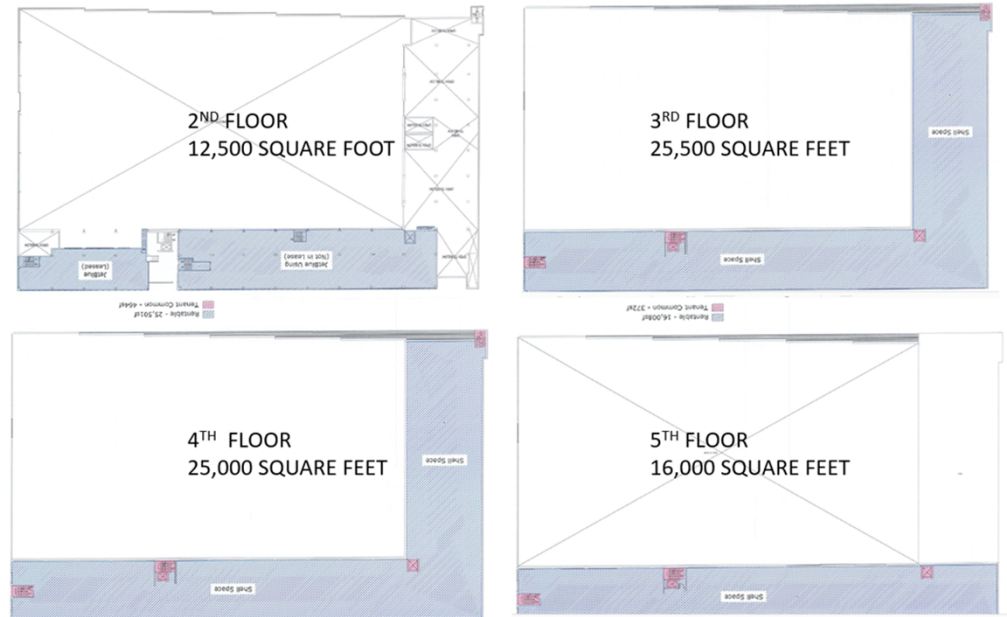 2ND FLOOR
12,500 SQUARE FOOT
JetBlue
(Leased)
JetBlue Using
(Not in Lease)
3RD FLOOR
25,500 SQUARE FEET
Shell Space
Shell Space
Rentable - 25,501sf
Tenant Common - 464sf
Rentable - 16,008sf
Tenant Common - 372sf
4TH FLOOR
25,000 SQUARE FEET
Shell Space
Shell Space
5TH FLOOR
16,000 SQUARE FEET
Shell Space